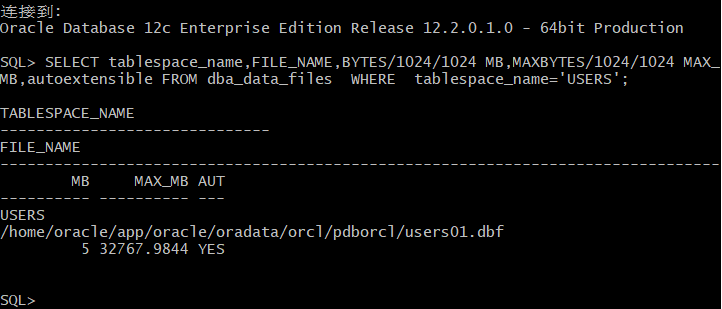 连接到:
Oracle Database 12c Enterprise Edition Release 12.2.0.1.0 - 64bit Production
SQL> SELECT tablespace_name,FILE_NAME,BYTES/1024/1024 MB,MAXBYTES/1024/1024 MAX_
MB,autoextensible FROM dba_data_files  WHERE  tablespace_name='USERS';
TABLESPACE_NAME
------------------------------
FILE_NAME
--------------------------------------------------------------------------------
        MB     MAX_MB AUT
---------- ---------- ---
USERS
/home/oracle/app/oracle/oradata/orcl/pdborcl/users01.dbf
         5 32767.9844 YES
SQL>